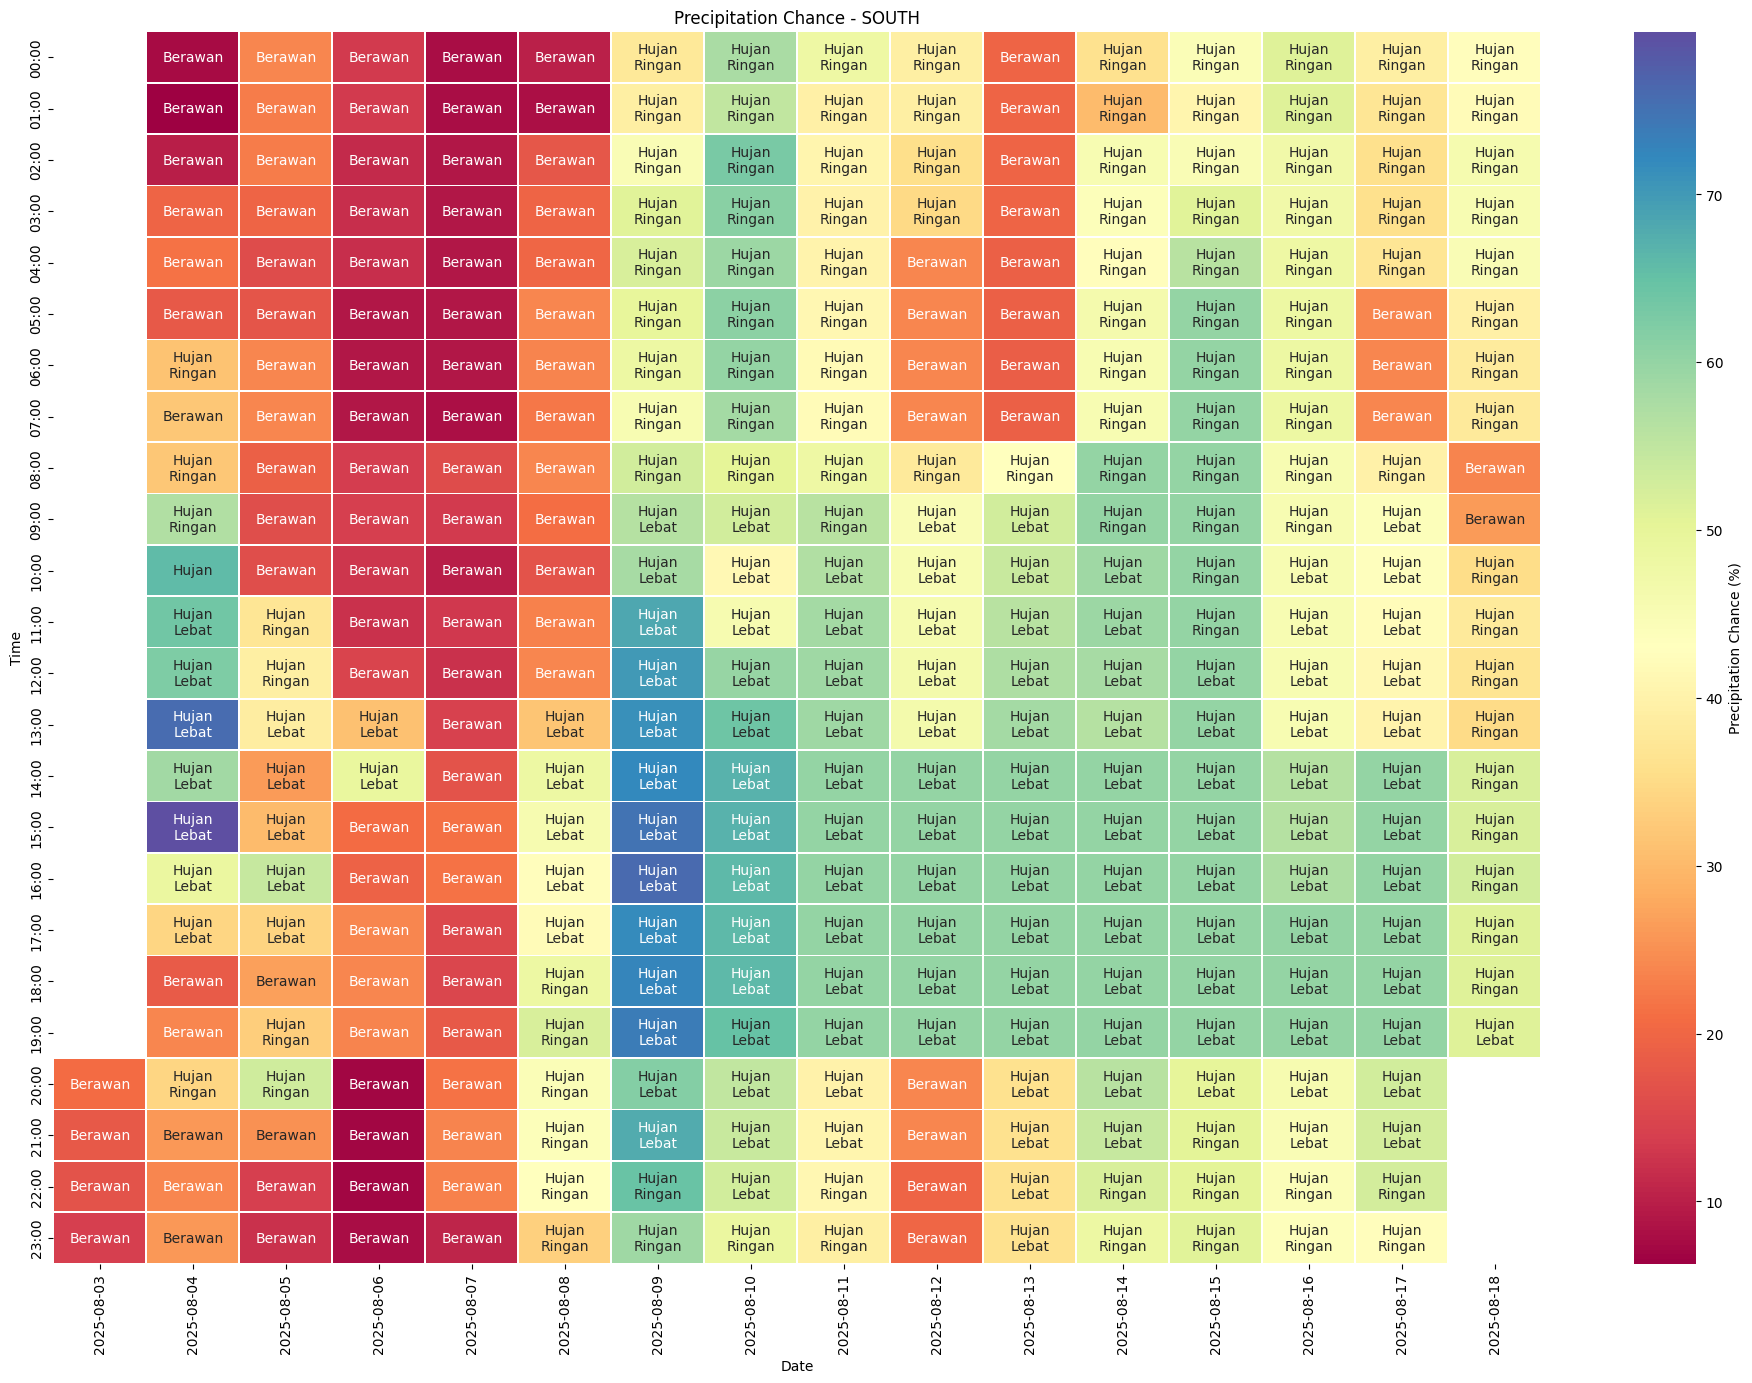 Precipitation Chance - SOUTH
00:00 Berawan Berawan Berawan Berawan Berawan Hujan Ringan Hujan Ringan Hujan Ringan Hujan Ringan Berawan Hujan Ringan Hujan Ringan Hujan Ringan Hujan Ringan Hujan Ringan
01:00 Berawan Berawan Berawan Berawan Berawan Hujan Ringan Hujan Ringan Hujan Ringan Hujan Ringan Berawan Hujan Ringan Hujan Ringan Hujan Ringan Hujan Ringan Hujan Ringan
02:00 Berawan Berawan Berawan Berawan Berawan Hujan Ringan Hujan Ringan Hujan Ringan Hujan Ringan Berawan Hujan Ringan Hujan Ringan Hujan Ringan Hujan Ringan Hujan Ringan
03:00 Berawan Berawan Berawan Berawan Berawan Hujan Ringan Hujan Ringan Hujan Ringan Hujan Ringan Berawan Hujan Ringan Hujan Ringan Hujan Ringan Hujan Ringan Hujan Ringan
04:00 Berawan Berawan Berawan Berawan Berawan Hujan Ringan Hujan Ringan Hujan Ringan Berawan Berawan Hujan Ringan Hujan Ringan Hujan Ringan Hujan Ringan Hujan Ringan
05:00 Berawan Berawan Berawan Berawan Berawan Hujan Ringan Hujan Ringan Hujan Ringan Berawan Berawan Hujan Ringan Hujan Ringan Hujan Ringan Berawan Hujan Ringan
06:00 Hujan Ringan Berawan Berawan Berawan Berawan Hujan Ringan Hujan Ringan Hujan Ringan Berawan Berawan Hujan Ringan Hujan Ringan Hujan Ringan Berawan Hujan Ringan
07:00 Berawan Berawan Berawan Berawan Berawan Hujan Ringan Hujan Ringan Hujan Ringan Berawan Berawan Hujan Ringan Hujan Ringan Hujan Ringan Berawan Hujan Ringan
08:00 Hujan Ringan Berawan Berawan Berawan Berawan Hujan Ringan Hujan Ringan Hujan Ringan Hujan Ringan Hujan Ringan Hujan Ringan Hujan Ringan Hujan Ringan Hujan Ringan Berawan
09:00 Hujan Ringan Berawan Berawan Berawan Berawan Hujan Lebat Hujan Lebat Hujan Ringan Hujan Lebat Hujan Lebat Hujan Ringan Hujan Ringan Hujan Ringan Hujan Lebat Berawan
10:00 Hujan Berawan Berawan Berawan Berawan Hujan Lebat Hujan Lebat Hujan Lebat Hujan Lebat Hujan Lebat Hujan Lebat Hujan Ringan Hujan Lebat Hujan Lebat Hujan Ringan
11:00 Hujan Lebat Hujan Ringan Berawan Berawan Berawan Hujan Lebat Hujan Lebat Hujan Lebat Hujan Lebat Hujan Lebat Hujan Lebat Hujan Ringan Hujan Lebat Hujan Lebat Hujan Ringan
12:00 Hujan Lebat Hujan Ringan Berawan Berawan Berawan Hujan Lebat Hujan Lebat Hujan Lebat Hujan Lebat Hujan Lebat Hujan Lebat Hujan Lebat Hujan Lebat Hujan Lebat Hujan Ringan
13:00 Hujan Lebat Hujan Lebat Hujan Lebat Berawan Hujan Lebat Hujan Lebat Hujan Lebat Hujan Lebat Hujan Lebat Hujan Lebat Hujan Lebat Hujan Lebat Hujan Lebat Hujan Lebat Hujan Ringan
14:00 Hujan Lebat Hujan Lebat Hujan Lebat Berawan Hujan Lebat Hujan Lebat Hujan Lebat Hujan Lebat Hujan Lebat Hujan Lebat Hujan Lebat Hujan Lebat Hujan Lebat Hujan Lebat Hujan Ringan
15:00 Hujan Lebat Hujan Lebat Berawan Berawan Hujan Lebat Hujan Lebat Hujan Lebat Hujan Lebat Hujan Lebat Hujan Lebat Hujan Lebat Hujan Lebat Hujan Lebat Hujan Lebat Hujan Ringan
16:00 Hujan Lebat Hujan Lebat Berawan Berawan Hujan Lebat Hujan Lebat Hujan Lebat Hujan Lebat Hujan Lebat Hujan Lebat Hujan Lebat Hujan Lebat Hujan Lebat Hujan Lebat Hujan Ringan
17:00 Hujan Lebat Hujan Lebat Berawan Berawan Hujan Lebat Hujan Lebat Hujan Lebat Hujan Lebat Hujan Lebat Hujan Lebat Hujan Lebat Hujan Lebat Hujan Lebat Hujan Lebat Hujan Ringan
18:00 Berawan Berawan Berawan Berawan Hujan Ringan Hujan Lebat Hujan Lebat Hujan Lebat Hujan Lebat Hujan Lebat Hujan Lebat Hujan Lebat Hujan Lebat Hujan Lebat Hujan Ringan
19:00 Berawan Hujan Ringan Berawan Berawan Hujan Ringan Hujan Lebat Hujan Lebat Hujan Lebat Hujan Lebat Hujan Lebat Hujan Lebat Hujan Lebat Hujan Lebat Hujan Lebat Hujan Lebat
20:00 Berawan Hujan Ringan Hujan Ringan Berawan Berawan Hujan Ringan Hujan Lebat Hujan Lebat Hujan Lebat Berawan Hujan Lebat Hujan Lebat Hujan Lebat Hujan Lebat Hujan Lebat
21:00 Berawan Berawan Berawan Berawan Berawan Hujan Ringan Hujan Lebat Hujan Lebat Hujan Lebat Berawan Hujan Lebat Hujan Lebat Hujan Ringan Hujan Lebat Hujan Lebat
22:00 Berawan Berawan Berawan Berawan Berawan Hujan Ringan Hujan Ringan Hujan Lebat Hujan Ringan Berawan Hujan Lebat Hujan Ringan Hujan Ringan Hujan Ringan Hujan Ringan
23:00 Berawan Berawan Berawan Berawan Berawan Hujan Ringan Hujan Ringan Hujan Ringan Hujan Ringan Berawan Hujan Lebat Hujan Ringan Hujan Ringan Hujan Ringan Hujan Ringan
Time
2025-08-03 2025-08-04 2025-08-05 2025-08-06 2025-08-07 2025-08-08 2025-08-09 2025-08-10 2025-08-11 2025-08-12 2025-08-13 2025-08-14 2025-08-15 2025-08-16 2025-08-17 2025-08-18
Date
70
60
50
40
30
20
10
Precipitation Chance (%)